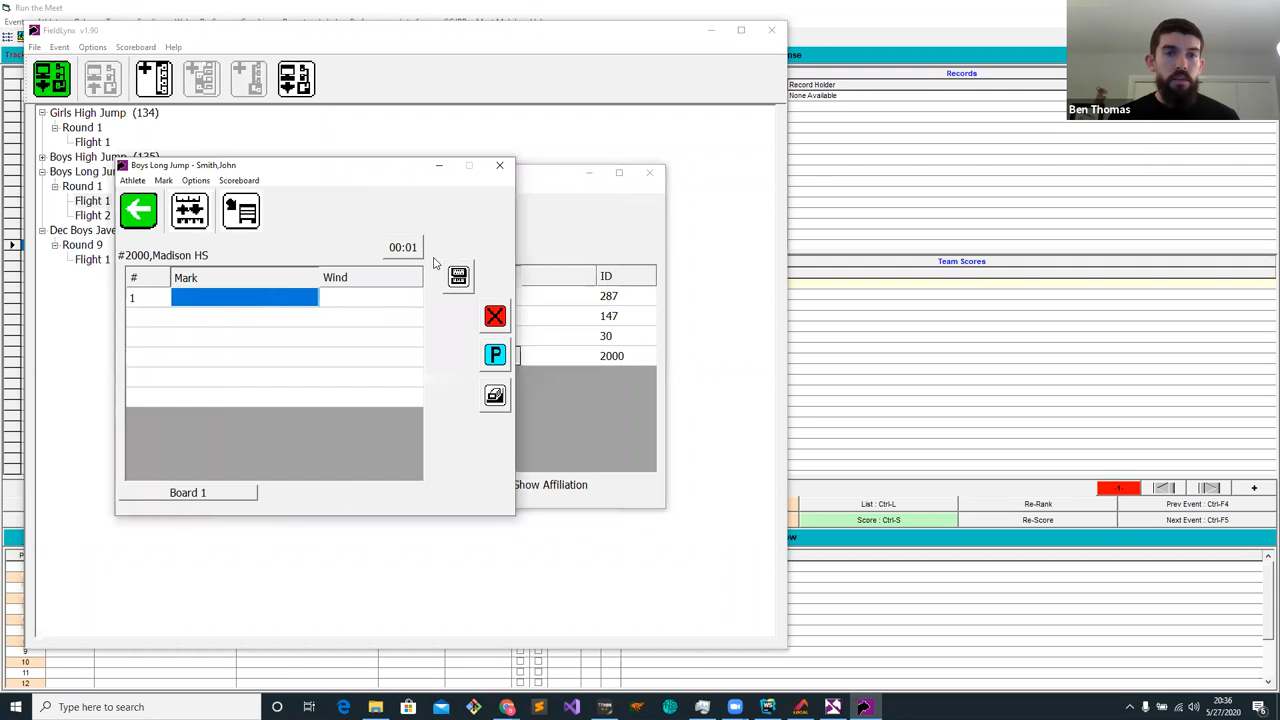 Run the Meet
FieldLynx v1.90
File Event Options Scoreboard Help
Records
Record Holder
None Available
Ben Thomas
Girls High Jump (134)
Round 1
Flight 1
Boys High Jump (135)
Boys Long Jum
Round 1
Flight 1
Flight 2
Dec Boys Jave
Round 9
Flight 1
Boys Long Jump - Smith,John
Athlete Mark Options Scoreboard
#2000,Madison HS
00:01
# Mark Wind
1
P
Board 1
ID
287
147
30
2000
Show Affiliation
Team Scores
-1-
+
List : Ctrl-L
Re-Rank
Prev Event : Ctrl-F4
Score : Ctrl-S
Re-Score
Next Event : Ctrl-F5
9
10
11
12
Type here to search
20:36
5/27/2020